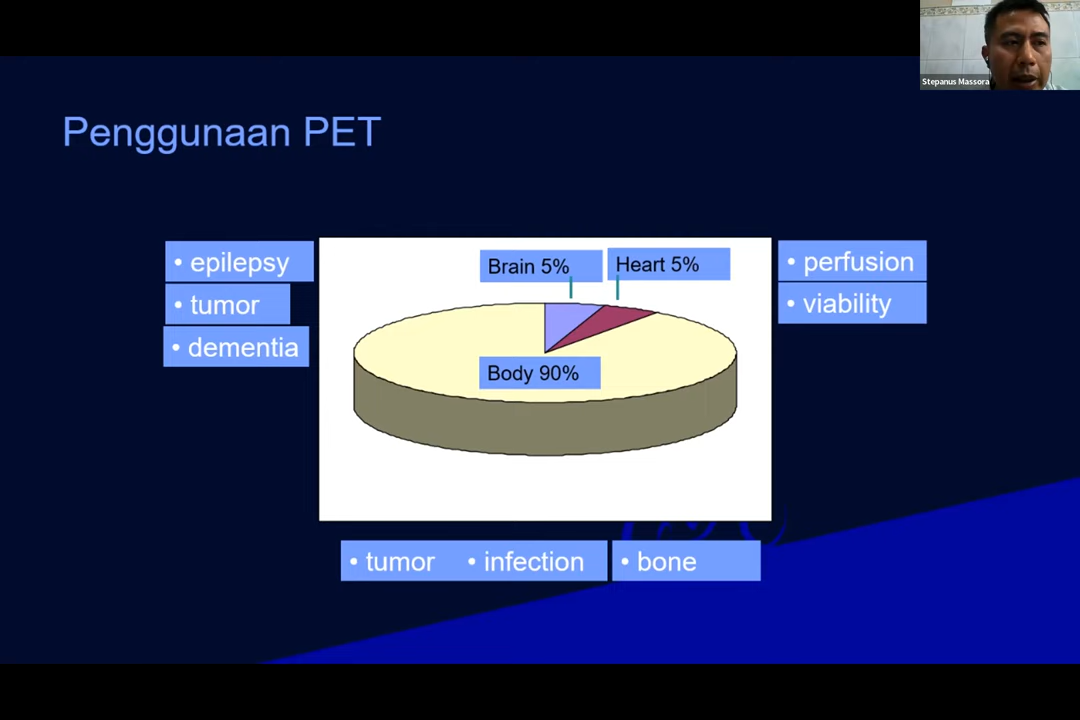 Stepanus Massora
Penggunaan PET
• epilepsy
• tumor
• dementia
Brain 5%
Heart 5%
Body 90%
• perfusion
• viability
• tumor • infection
• bone